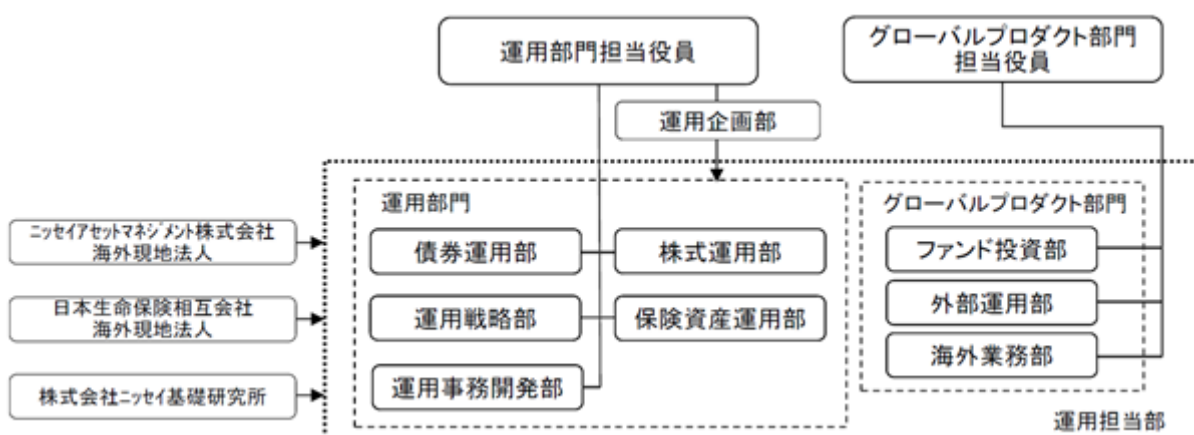 運用部門担当役員
グローバルプロダクト部門
担当役員
運用企画部
運用部門
グローバルプロダクト部門
ニッセイアセットマネジメント株式会社
海外現地法人
債券運用部
株式運用部
ファンド投資部
日本生命保険相互会社
海外現地法人
運用戦略部
保険資産運用部
外部運用部
海外業務部
株式会社ニッセイ基礎研究所
運用事務開発部
運用担当部